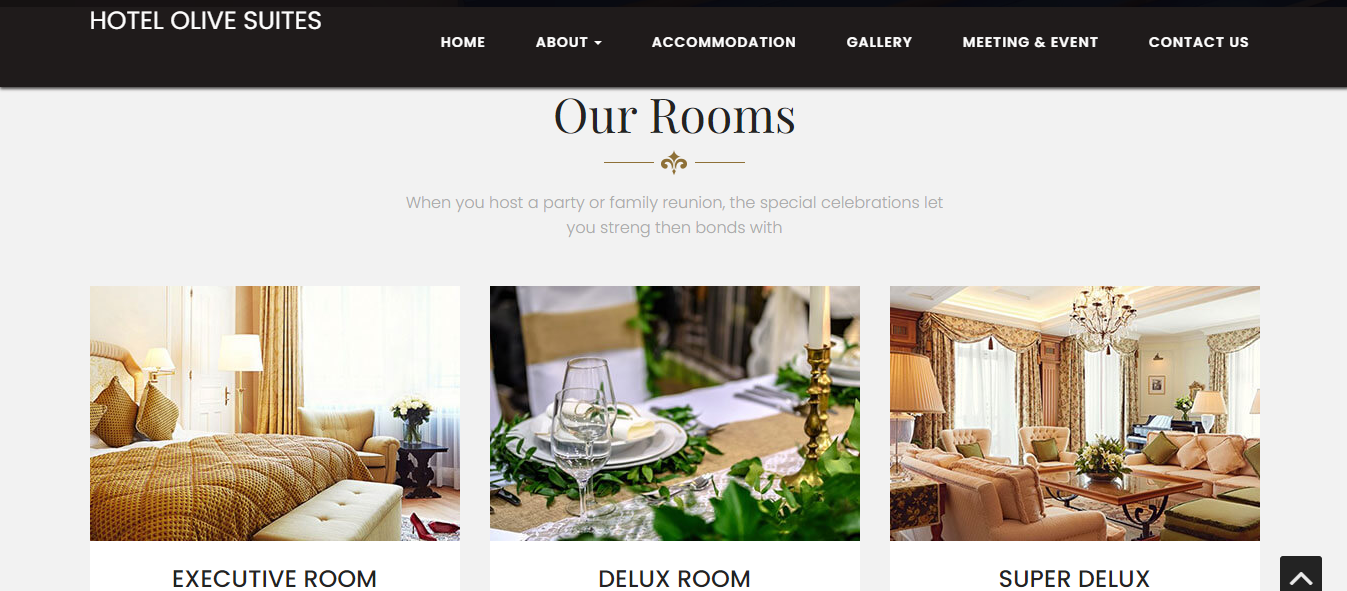 HOTEL OLIVE SUITES
HOME ABOUT ACCOMMODATION GALLERY MEETING & EVENT CONTACT US
Our Rooms
When you host a party or family reunion, the special celebrations let
you streng then bonds with
EXECUTIVE ROOM
DELUX ROOM
SUPER DELUX